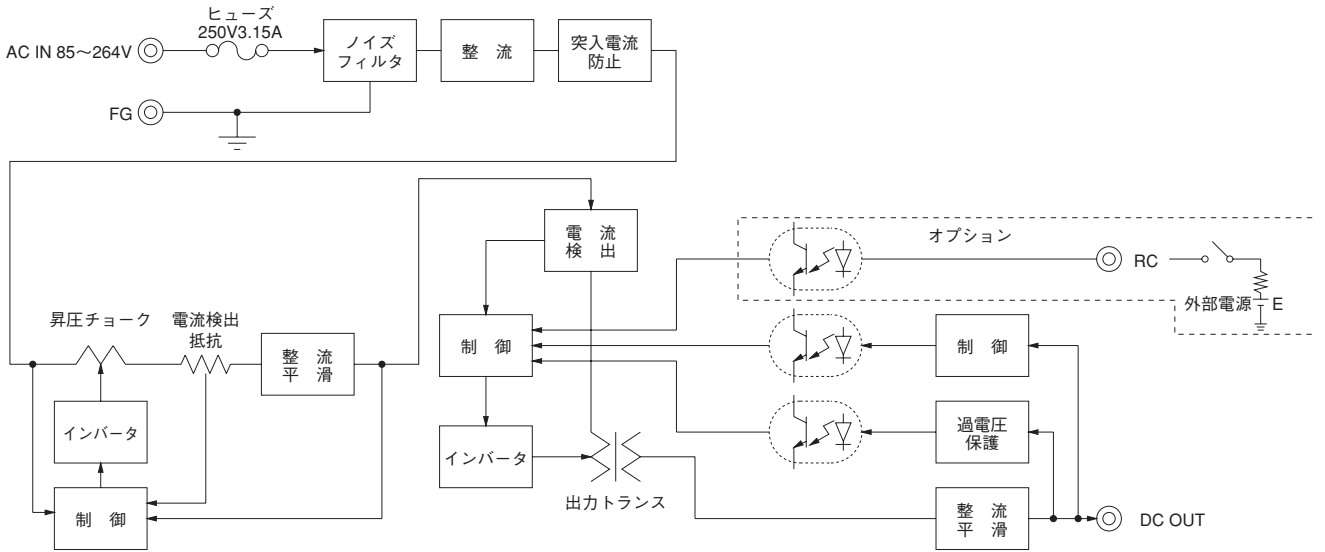 ヒューズ
250V3.15A
AC IN 85～264V
ノイズ
フィルタ
整 流
突入電流
防止
FG
電 流
検 出
オプション
RC
外部電源
E
昇圧チョーク
電流検出
抵抗
整 流
平 滑
制 御
制 御
インバータ
過電圧
保護
インバータ
出力トランス
制 御
整 流
平 滑
DC OUT